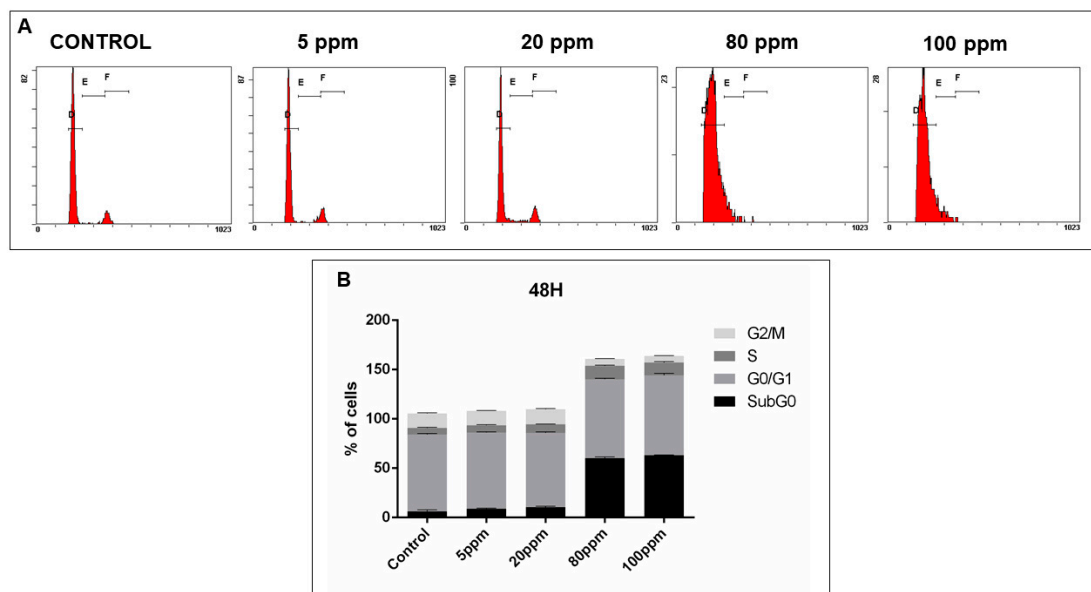 A
CONTROL
5 ppm
20 ppm
80 ppm
100 ppm
82
E
F
D
0
1023
87
E
F
D
0
1023
100
E
F
D
0
1023
23
E
F
D
0
1023
28
E
F
D
0
1023
B
48H
% of cells
200
150
100
50
0
Control
5ppm
20ppm
80ppm
100ppm
G2/M
S
G0/G1
SubG0